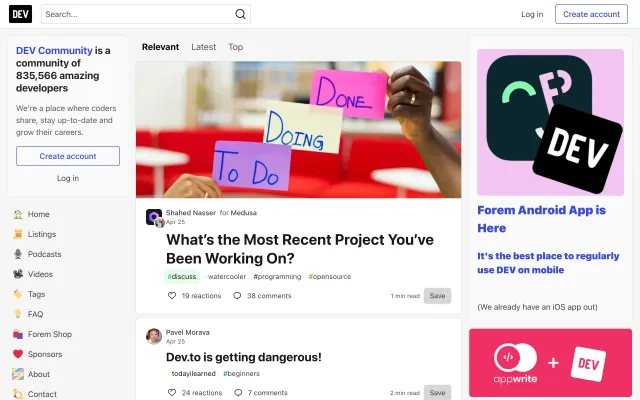 DEV
Search...
Log in
Create account
DEV Community is a
community of
835,566 amazing
developers
We're a place where coders
share, stay up-to-date and
grow their careers.
Create account
Log in
Home
Listings
Podcasts
Videos
Tags
FAQ
Forem Shop
Sponsors
About
Contact
Relevant
Latest
Top
DONE
DOING
TO DO
Shahed Nasser for Medusa
Apr 25
What's the Most Recent Project You've
Been Working On?
#discuss #watercooler #programming #opensource
19 reactions
38 comments
1 min read
Save
Pavel Morava
Apr 25
Dev.to is getting dangerous!
#todayilearned #beginners
24 reactions
7 comments
2 min read
Save
DEV
Forem Android App is
Here
It's the best place to regularly
use DEV on mobile
(We already have an iOS app out)
appwrite
+
DEV